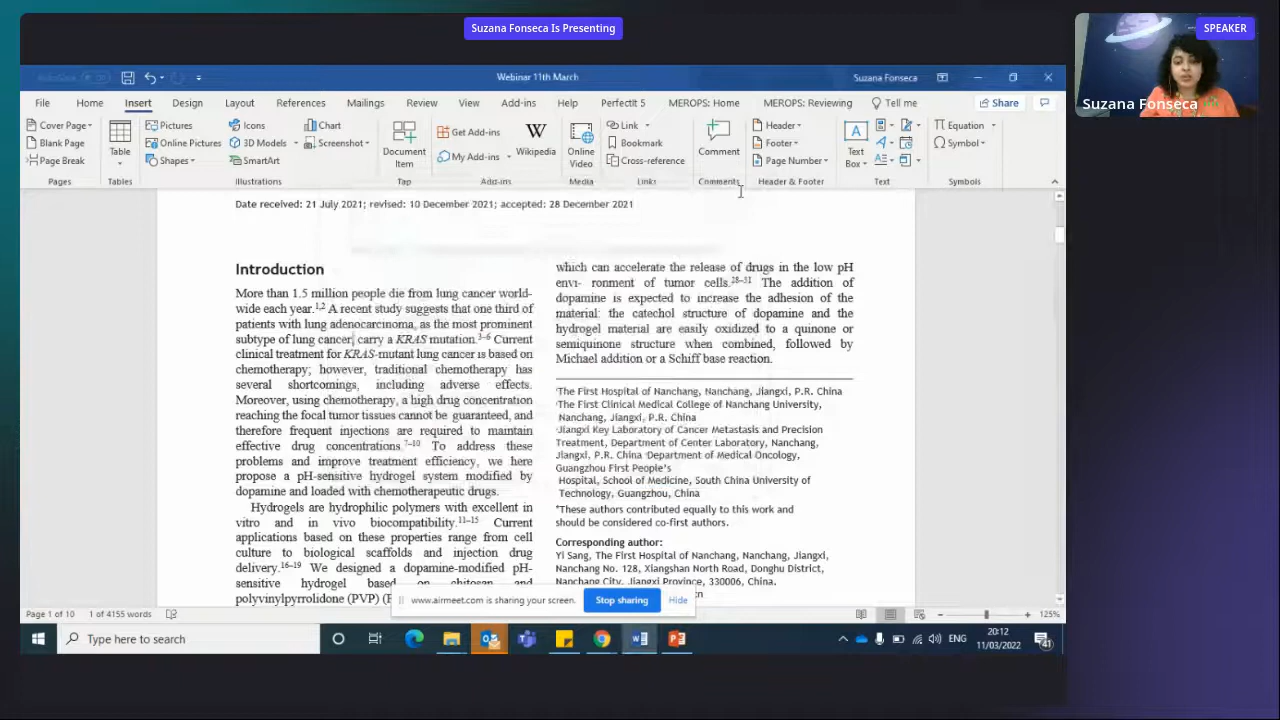 Suzana Fonseca Is Presenting
SPEAKER
Suzana Fonseca
Webinar 11th March
Suzana Fonseca
File Home Insert Design Layout References Mailings Review View Add-ins Help PerfectIt 5 MEROPS: Home MEROPS: Reviewing Tell me Share
Cover Page
Blank Page
Page Break
Pages
Table
Tables
Pictures
Online Pictures
Shapes
Icons
3D Models
SmartArt
Chart
Screenshot
Illustrations
Document
Item
Tap
Get Add-ins
My Add-ins
Wikipedia
Add-ins
Online
Video
Media
Link
Bookmark
Cross-reference
Links
Comment
Comments
Header
Footer
Page Number
Header & Footer
Text
Box
Text
Equation
Symbol
Symbols
Date received: 21 July 2021; revised: 10 December 2021; accepted: 28 December 2021
Introduction
More than 1.5 million people die from lung cancer world-
wide each year.1,2 A recent study suggests that one third of
patients with lung adenocarcinoma, as the most prominent
subtype of lung cancer, carry a KRAS mutation.3–6 Current
clinical treatment for KRAS-mutant lung cancer is based on
chemotherapy; however, traditional chemotherapy has
several shortcomings, including adverse effects.
Moreover, using chemotherapy, a high drug concentration
reaching the focal tumor tissues cannot be guaranteed, and
therefore frequent injections are required to maintain
effective drug concentrations.7–10 To address these
problems and improve treatment efficiency, we here
propose a pH-sensitive hydrogel system modified by
dopamine and loaded with chemotherapeutic drugs.
Hydrogels are hydrophilic polymers with excellent in
vitro and in vivo biocompatibility.11–15 Current
applications based on these properties range from cell
culture to biological scaffolds and injection drug
delivery.16–19 We designed a dopamine-modified pH-
sensitive hydrogel based on chitosan and
polyvinylpyrrolidone (PVP) (F
which can accelerate the release of drugs in the low pH
envi- ronment of tumor cells.28–31 The addition of
dopamine is expected to increase the adhesion of the
material: the catechol structure of dopamine and the
hydrogel material are easily oxidized to a quinone or
semiquinone structure when combined, followed by
Michael addition or a Schiff base reaction.
The First Hospital of Nanchang, Nanchang, Jiangxi, P.R. China
The First Clinical Medical College of Nanchang University,
Nanchang, Jiangxi, P.R. China
Jiangxi Key Laboratory of Cancer Metastasis and Precision
Treatment, Department of Center Laboratory, Nanchang,
Jiangxi, P.R. China Department of Medical Oncology,
Guangzhou First People's
Hospital, School of Medicine, South China University of
Technology, Guangzhou, China
*These authors contributed equally to this work and
should be considered co-first authors.
Corresponding author:
Yi Sang, The First Hospital of Nanchang, Nanchang, Jiangxi,
Nanchang No. 128, Xiangshan North Road, Donghu District,
Nanchang City, Jiangxi Province, 330006, China.
www.airmeet.com is sharing your screen. Stop sharing Hide
Page 1 of 10 1 of 4155 words 125%
Type here to search
ENG
20:12
11/03/2022
41